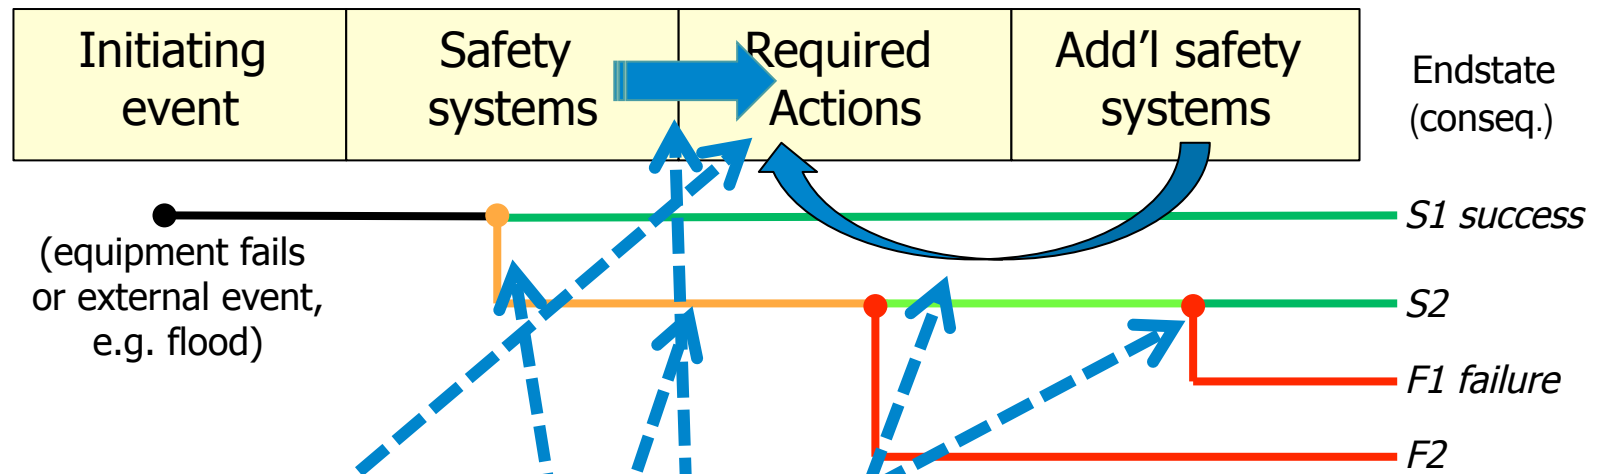 Initiating
event
Safety
systems
Required
Actions
Add’l safety
systems
Endstate
(conseq.)
(equipment fails
or external event,
e.g. flood)
S1 success
S2
F1 failure
F2